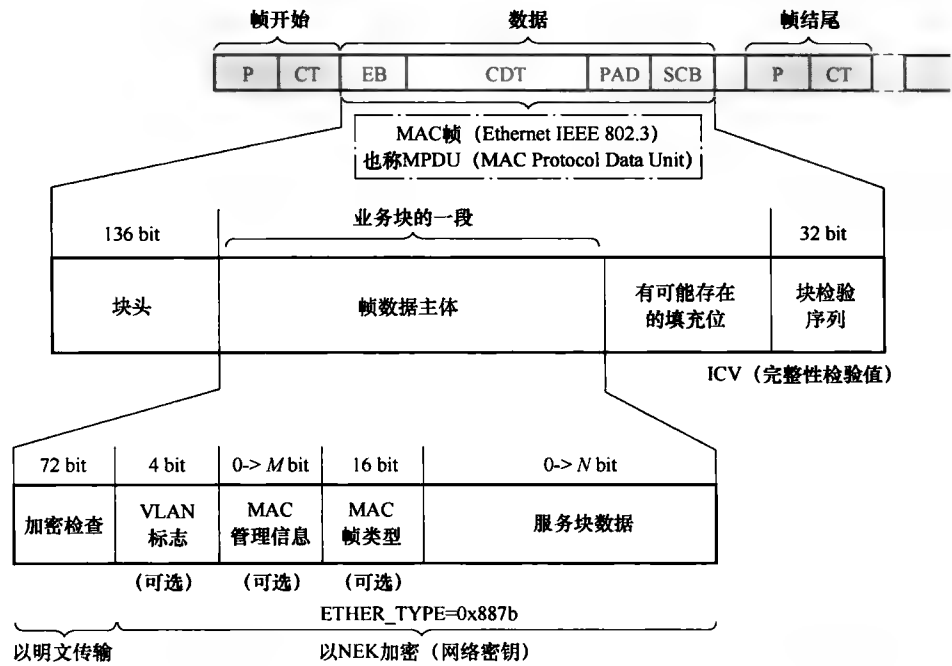 帧开始 数据 帧结尾
P CT EB CDT PAD SCB P CT
MAC帧（Ethernet IEEE 802.3）
也称MPDU（MAC Protocol Data Unit）
业务块的一段
136 bit 32 bit
块头 帧数据主体 有可能存在 块检验
的填充位 序列
ICV（完整性检验值）
72 bit 4 bit 0-> M bit 16 bit 0-> N bit
加密检查 VLAN MAC MAC 服务块数据
标志 管理信息 帧类型
(可选) (可选) (可选)
ETHER_TYPE=0x887b
以明文传输 以NEK加密（网络密钥）